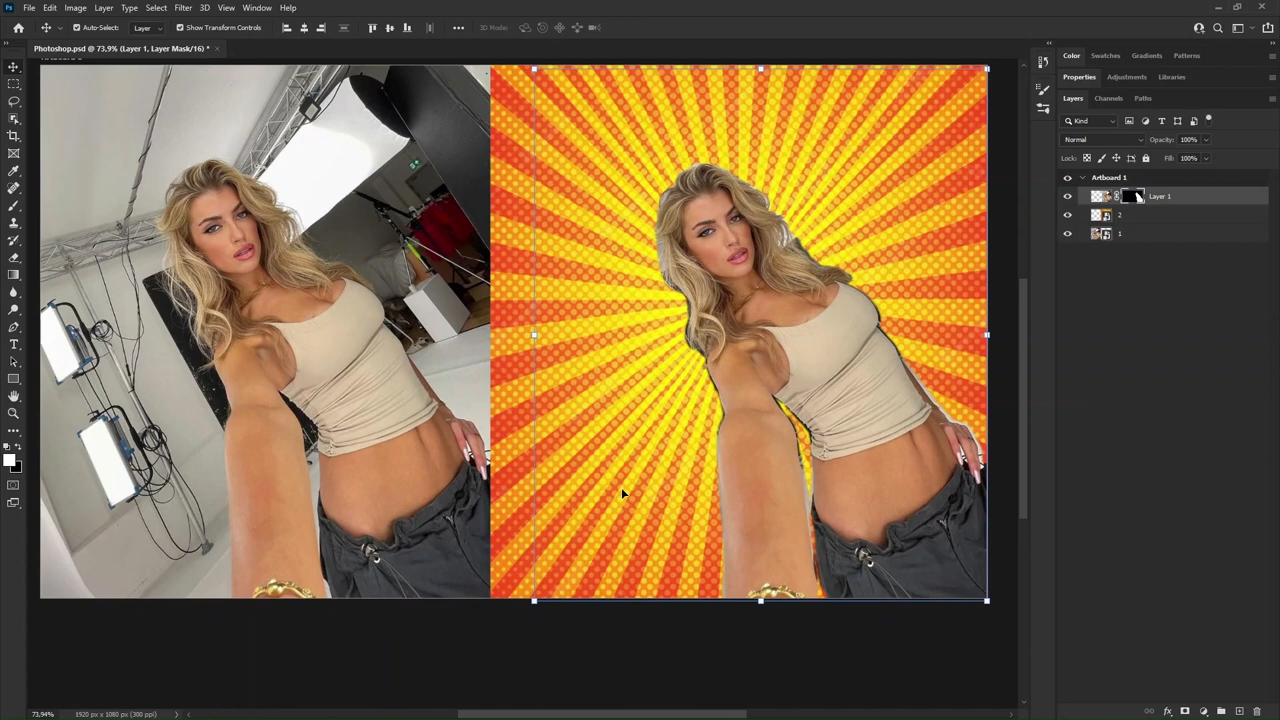 Ps File Edit Image Layer Type Select Filter 3D View Window Help
Auto-Select: Layer Show Transform Controls 3D Mode:
Photoshop.psd @ 73,9% (Layer 1, Layer Mask/16) *
Color Swatches Gradients Patterns
Properties Adjustments Libraries
Layers Channels Paths
Kind
Normal Opacity: 100%
Lock: Fill: 100%
Artboard 1
Layer 1
2
1
73,94% 1920 px x 1080 px (300 ppi)